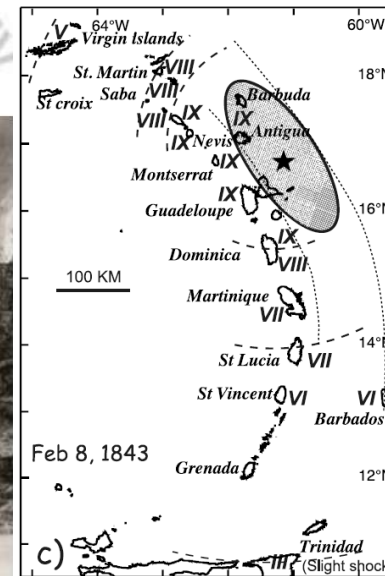 64°W 60°W
V Virgin Islands
St. Martin VIII
Saba VIII
St croix
VIII IX
Barbuda
IX
Nevis IX Antigua
IX
Montserrat
IX
Guadeloupe
16°N
IX
Dominica VIII
100 KM
Martinique
VII
14°N
St Lucia VII
St Vincent VI VI
Barbados
Feb 8, 1843
Grenada
12°N
Trinidad
c) III (Slight shock